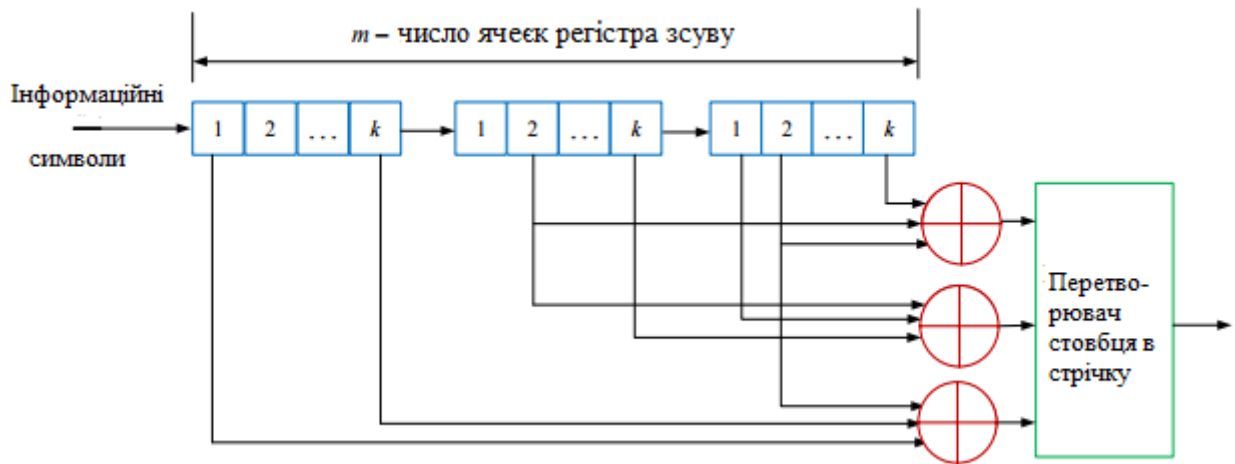 m – число ячеєк регістра зсуву
Інформаційні
символи
1 2 ... k
1 2 ... k
1 2 ... k
Перетво-
рювач
стовбця в
стрічку